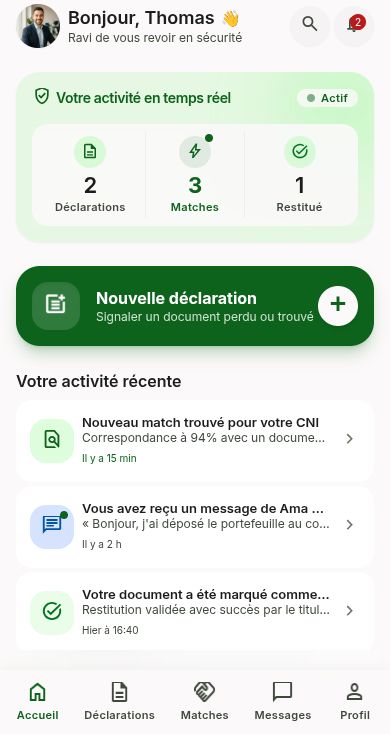 Bonjour, Thomas 👋
Ravi de vous revoir en sécurité
2
Votre activité en temps réel
Actif
2
3
1
Déclarations
Matches
Restitué
Nouvelle déclaration
Signaler un document perdu ou trouvé
Votre activité récente
Nouveau match trouvé pour votre CNI
Correspondance à 94% avec un docume...
Il y a 15 min
Vous avez reçu un message de Ama ...
« Bonjour, j'ai déposé le portefeuille au co...
Il y a 2 h
Votre document a été marqué comme...
Restitution validée avec succès par le titul...
Hier à 16:40
Accueil
Déclarations
Matches
Messages
Profil